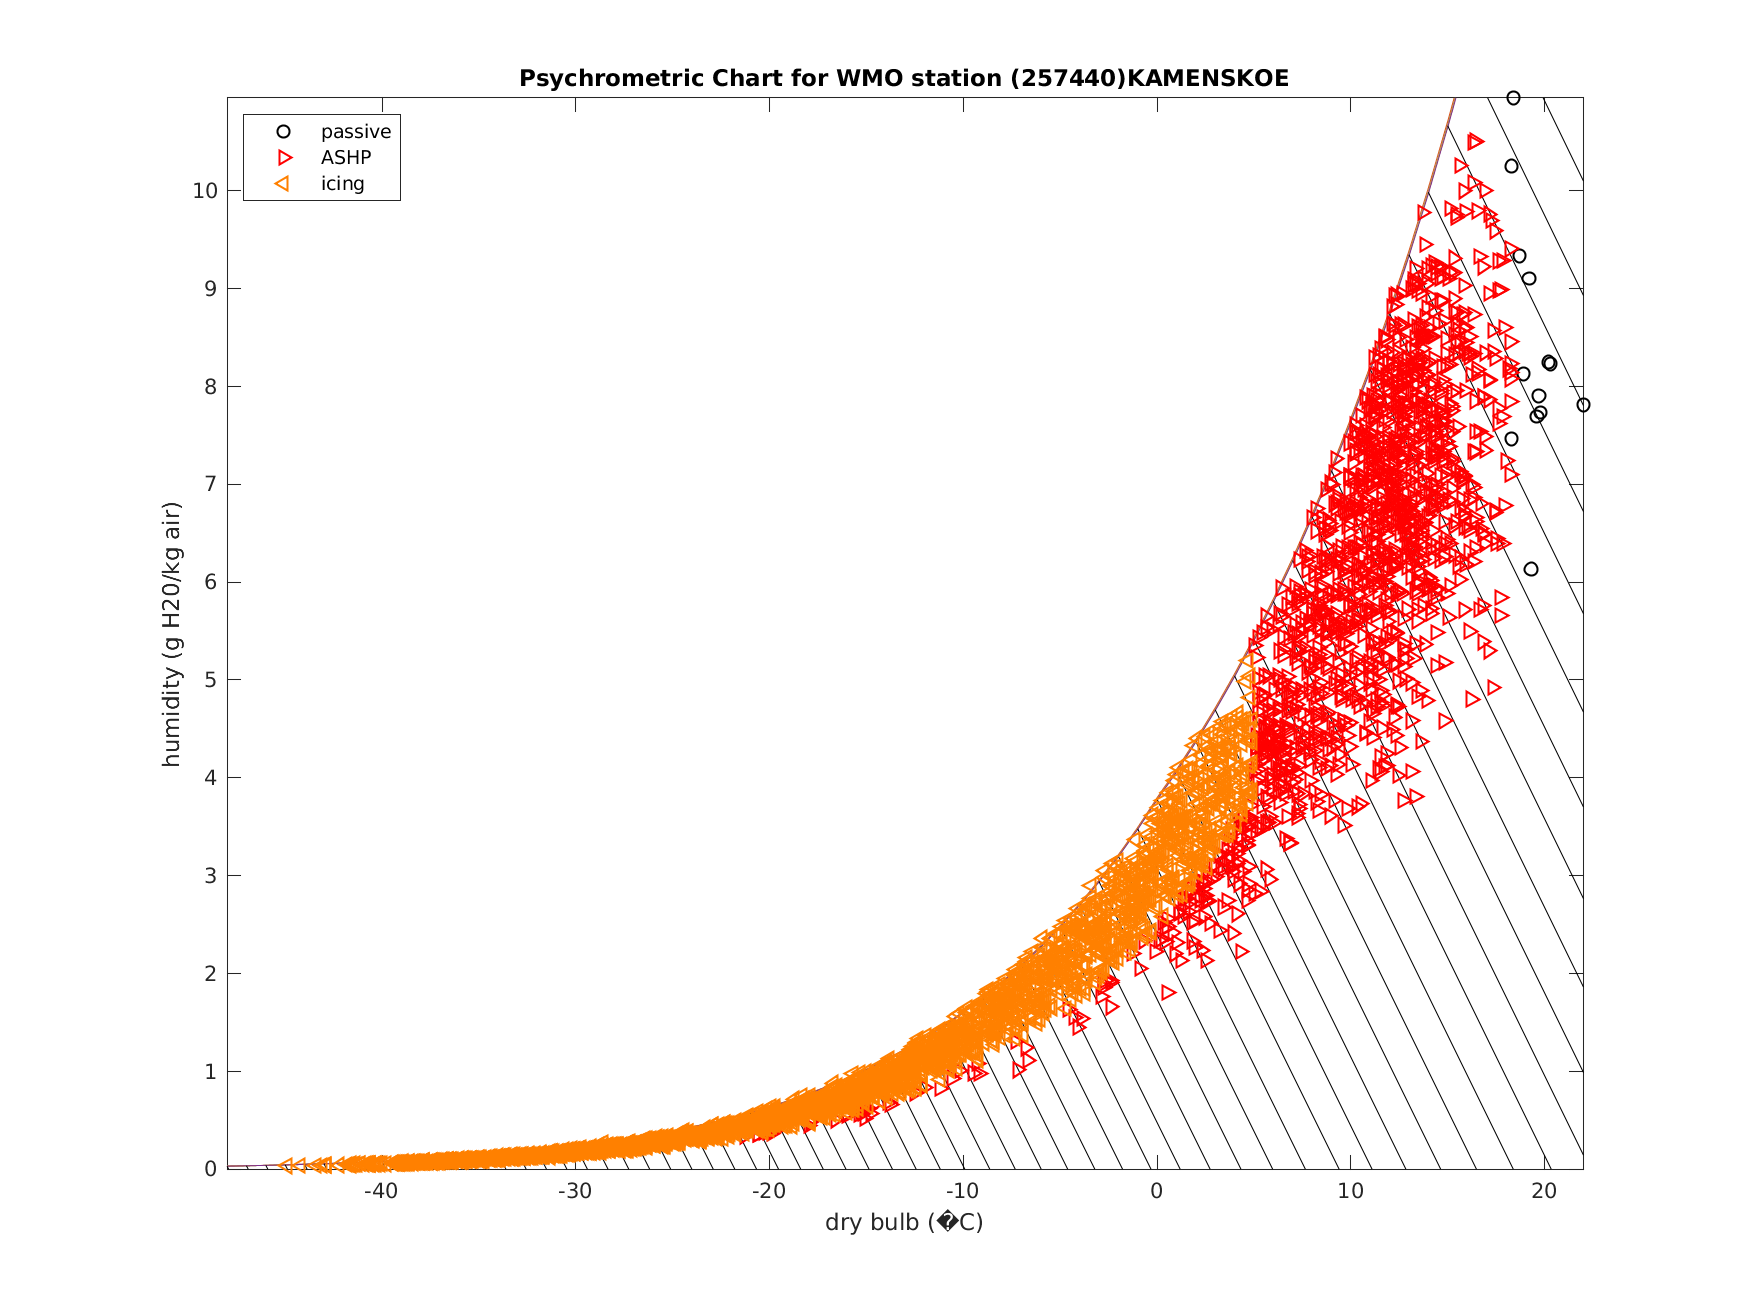 Psychrometric Chart for WMO station (257440)KAMENSKOE
passive
ASHP
icing
10
9
8
7
6
5
4
3
2
1
0
humidity (g H20/kg air)
-40 -30 -20 -10 0 10 20
dry bulb (�C)